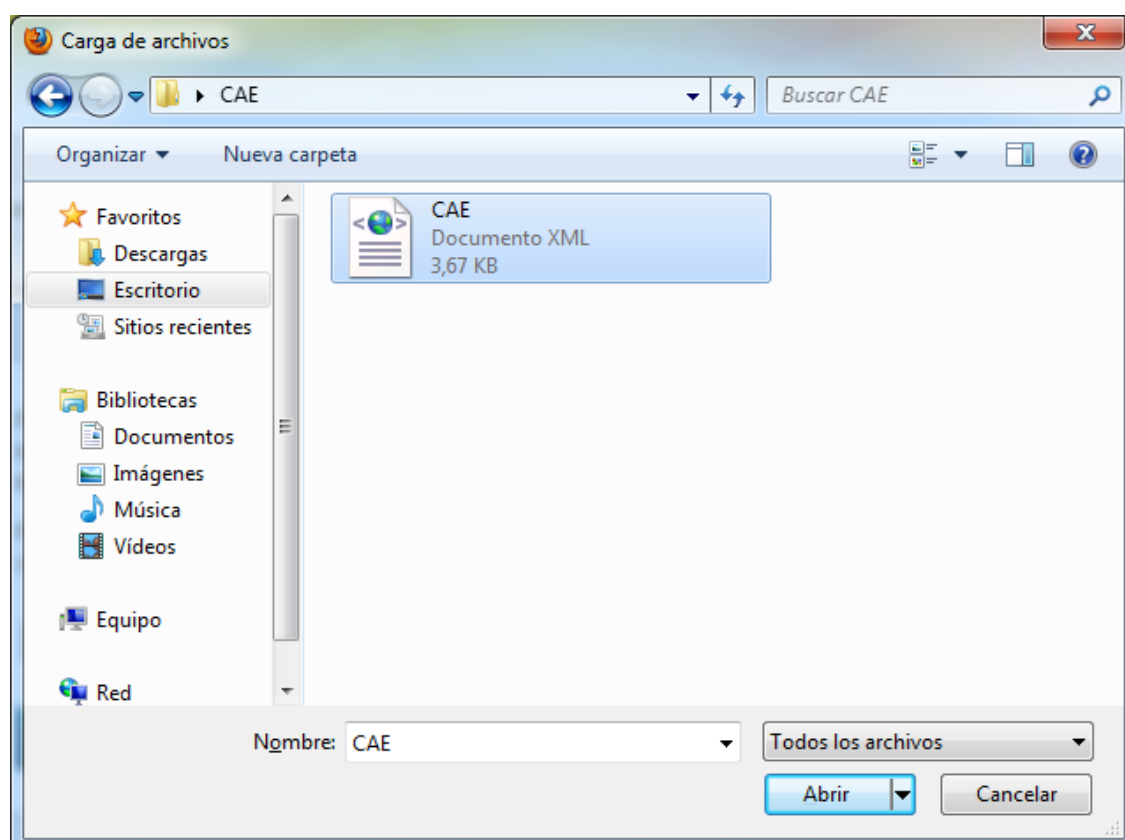 Carga de archivos
CAE
Buscar CAE
Organizar
Nueva carpeta
Favoritos
Descargas
Escritorio
Sitios recientes
Bibliotecas
Documentos
Imágenes
Música
Vídeos
Equipo
Red
CAE
Documento XML
3,67 KB
Nombre: CAE
Todos los archivos
Abrir
Cancelar